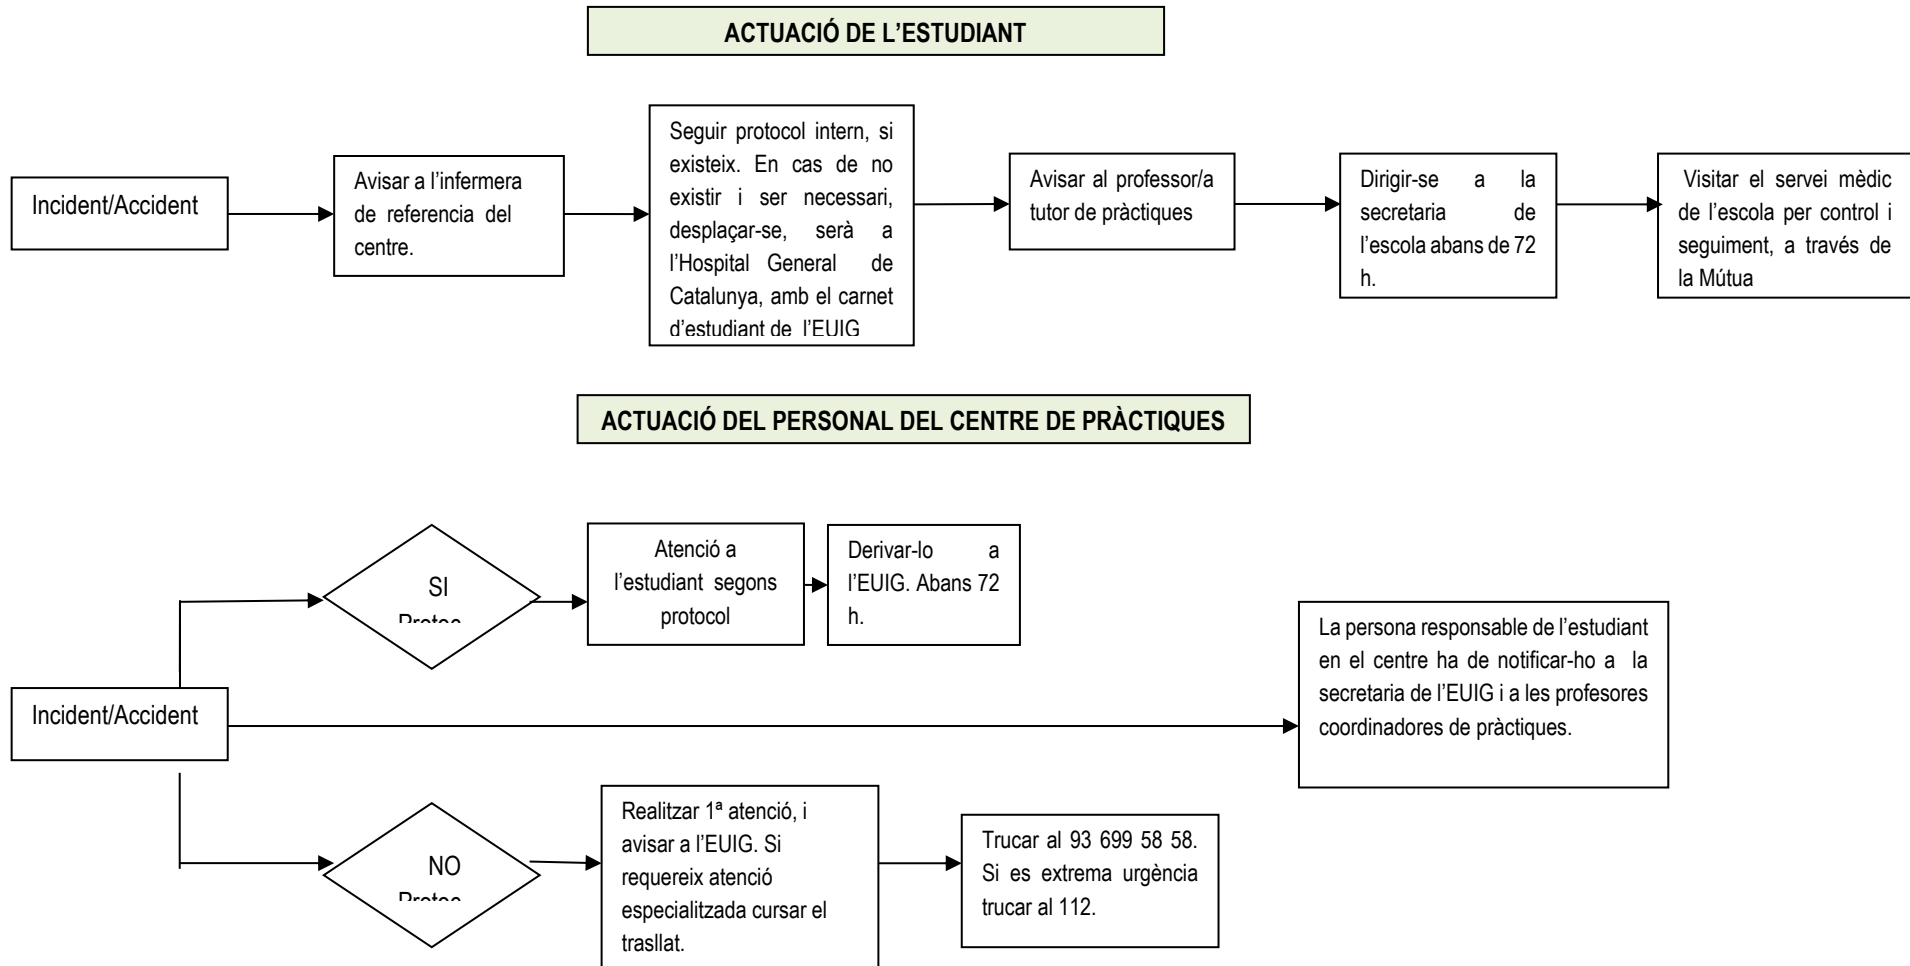 ACTUACIÓ DE L’ESTUDIANT
Incident/Accident
Avisar a l’infermera
de referencia del
centre.
Seguir protocol intern, si
existeix. En cas de no
existir i ser necessari,
desplaçar-se, serà a
l’Hospital General de
Catalunya, amb el carnet
d’estudiant de l’EUIG
Avisar al professor/a
tutor de pràctiques
Dirigir-se a la
secretaria de
l’escola abans de 72
h.
Visitar el servei mèdic
de l’escola per control i
seguiment, a través de
la Mútua
ACTUACIÓ DEL PERSONAL DEL CENTRE DE PRÀCTIQUES
SI
Atenció a
l’estudiant segons
protocol
Derivar-lo a
l’EUIG. Abans 72
h.
La persona responsable de l’estudiant
en el centre ha de notificar-ho a la
secretaria de l’EUIG i a les profesores
coordinadores de pràctiques.
Incident/Accident
NO
Realitzar 1ª atenció, i
avisar a l’EUIG. Si
requereix atenció
especialitzada cursar el
trasllat.
Trucar al 93 699 58 58.
Si es extrema urgència
trucar al 112.